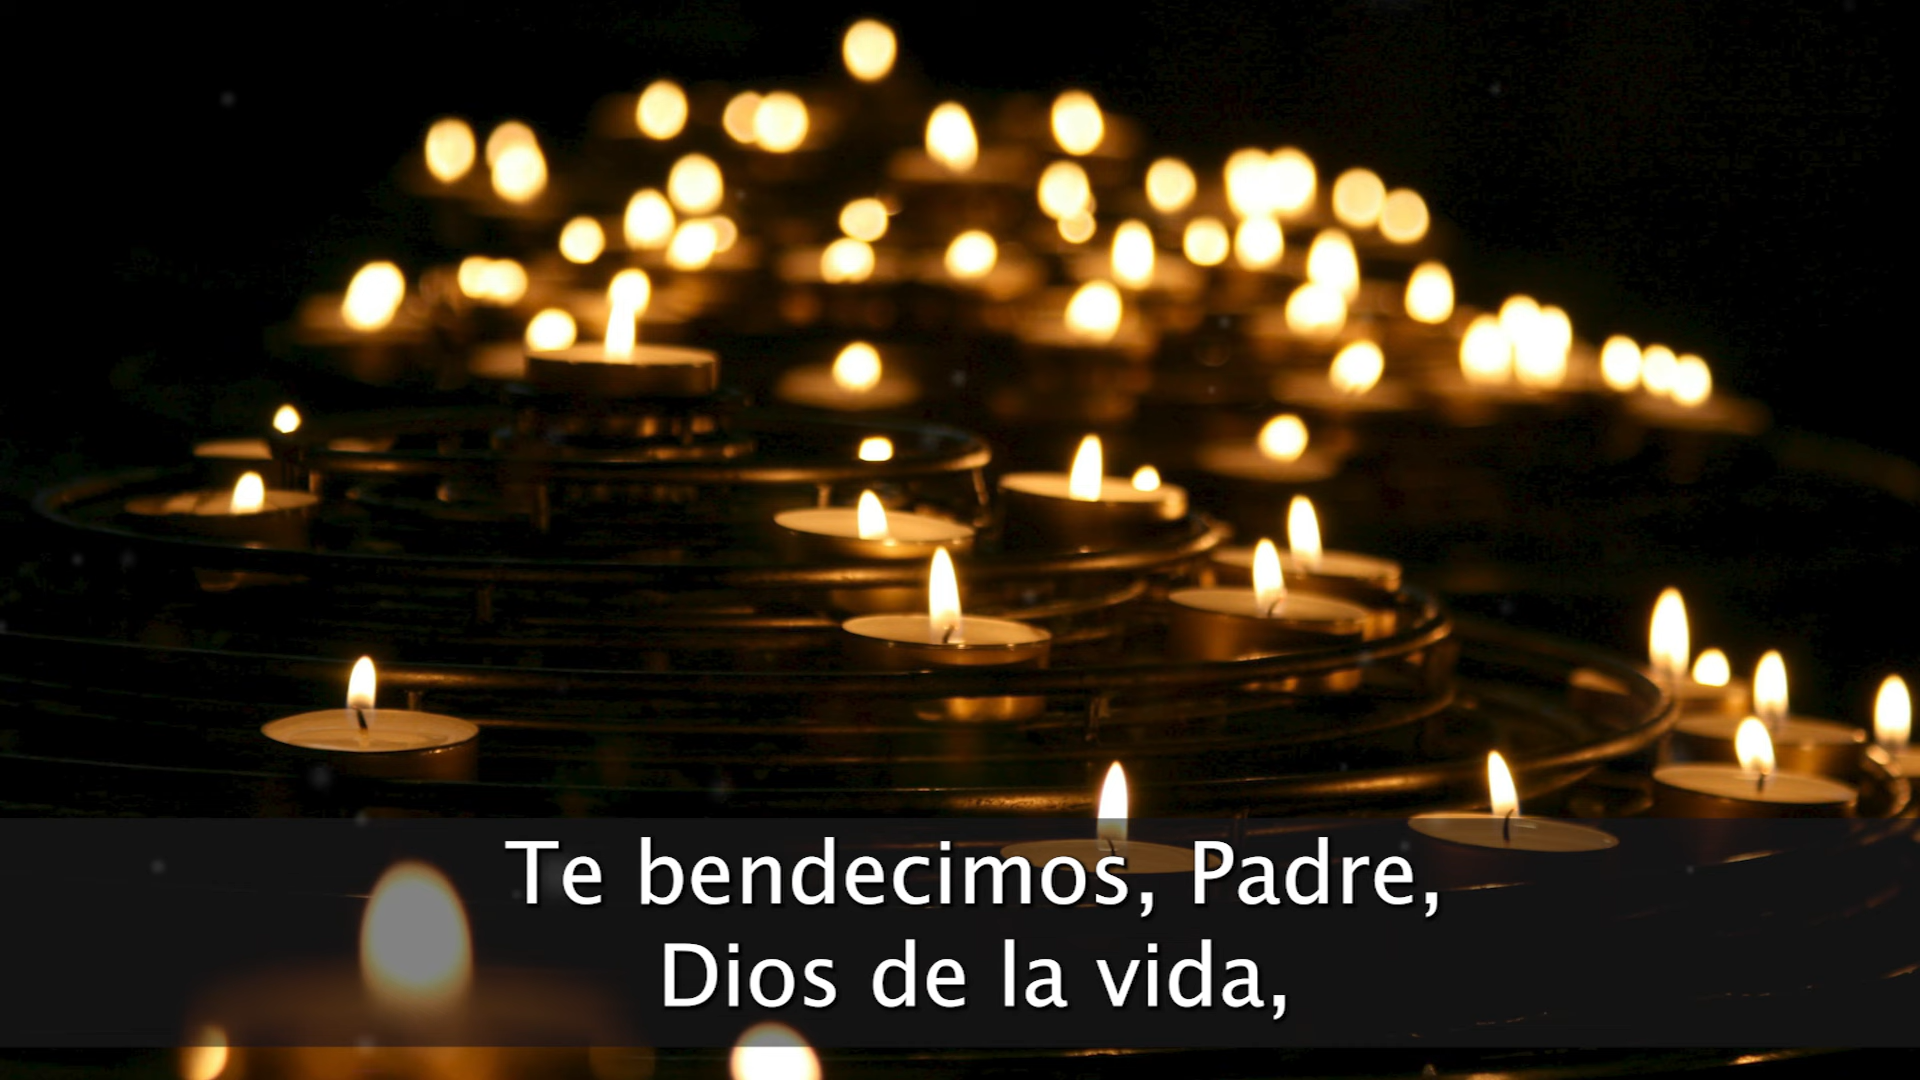 Te bendecimos, Padre,
Dios de la vida,